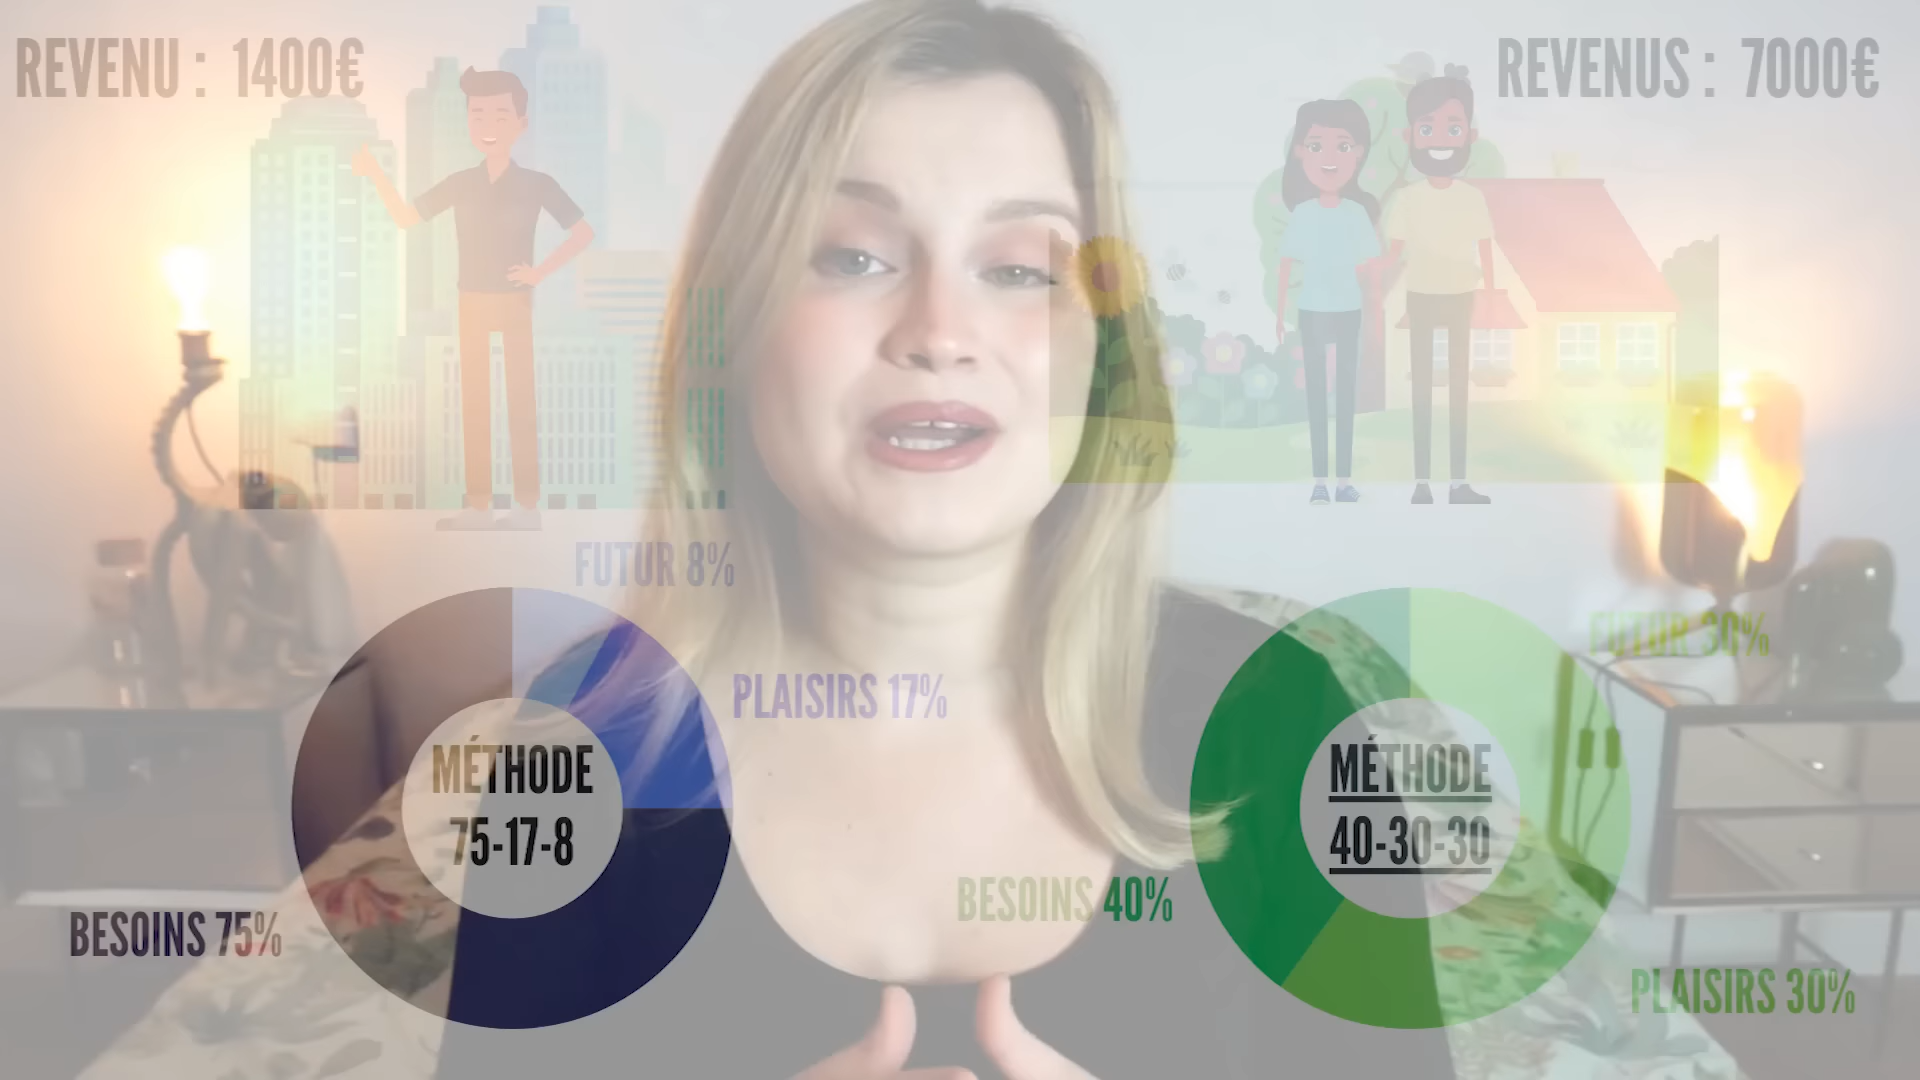 REVENU : 1400€
REVENUS : 7000€
FUTUR 8%
PLAISIRS 17%
MÉTHODE
75-17-8
BESOINS 75%
FUTUR 30%
MÉTHODE
40-30-30
BESOINS 40%
PLAISIRS 30%